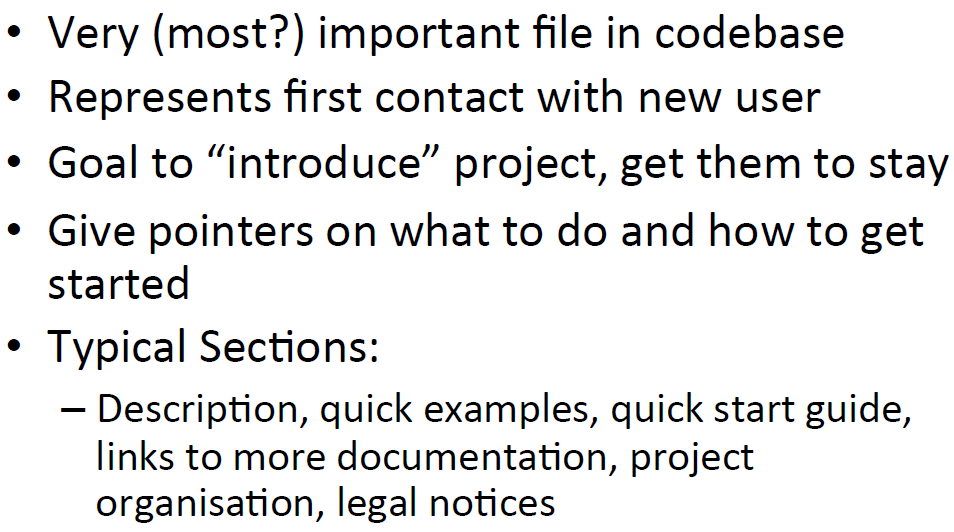 • Very (most?) important file in codebase
• Represents first contact with new user
• Goal to “introduce” project, get them to stay
• Give pointers on what to do and how to get
started
• Typical Sections:
– Description, quick examples, quick start guide,
links to more documentation, project
organisation, legal notices